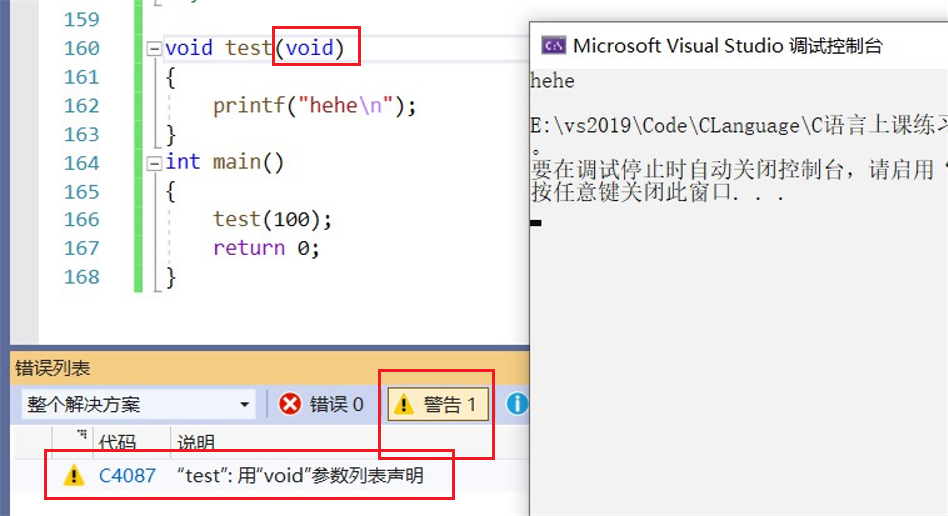 159
160 void test(void)
161 {
162 printf("hehe\n");
163 }
164 int main()
165 {
166 test(100);
167 return 0;
168 }
Microsoft Visual Studio 调试控制台
hehe
E:\vs2019\Code\CLanguage\C语言上课练习
。
要在调试停止时自动关闭控制台，请启用“
按任意键关闭此窗口. . .
错误列表
整个解决方案 错误 0 警告 1
代码 说明
C4087 “test”: 用“void”参数列表声明